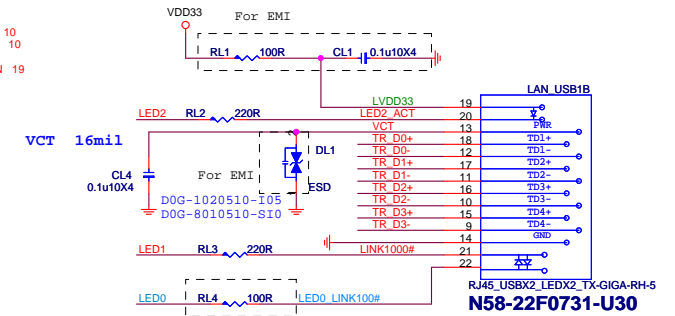 VDD33
For EMI
10
10
N 19
RL1 100R CL1 0.1u10X4
LAN_USB1B
LVDD33 19
LED2 RL2 220R LED2_ACT 20
PWR
VCT 16mil
VCT 13
TR_D0+ 18 TD1+
TR_D0- 12 TD1-
TR_D1+ 17 TD2+
TR_D1- 11 TD2-
TR_D2+ 16 TD3+
TR_D2- 10 TD3-
TR_D3+ 15 TD4+
TR_D3- 9 TD4-
2
DL1
For EMI
CL4
0.1u10X4
1
ESD
D0G-1020510-I05
D0G-8010510-SI0
14 GND
LED1 RL3 220R LINK1000# 21
22
RJ45_USBX2_LEDX2_TX-GIGA-RH-5
LED0 RL4 100R LED0_LINK100#
N58-22F0731-U30